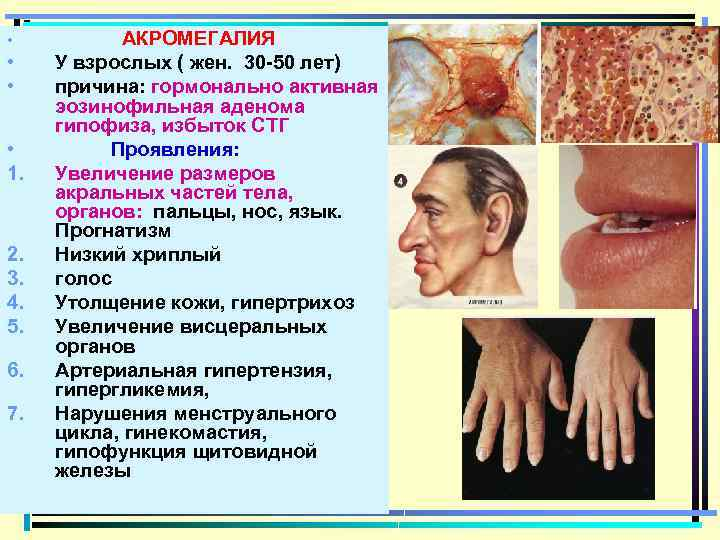 • АКРОМЕГАЛИЯ
• У взрослых ( жен. 30-50 лет)
• причина: гормонально активная
эозинофильная аденома
гипофиза, избыток СТГ
• Проявления:
1. Увеличение размеров
акральных частей тела,
органов: пальцы, нос, язык.
Прогнатизм
2. Низкий хриплый
3. голос
4. Утолщение кожи, гипертрихоз
5. Увеличение висцеральных
органов
6. Артериальная гипертензия,
гипергликемия,
7. Нарушения менструального
цикла, гинекомастия,
гипофункция щитовидной
железы
4
АКРОМЕГАЛИЯ